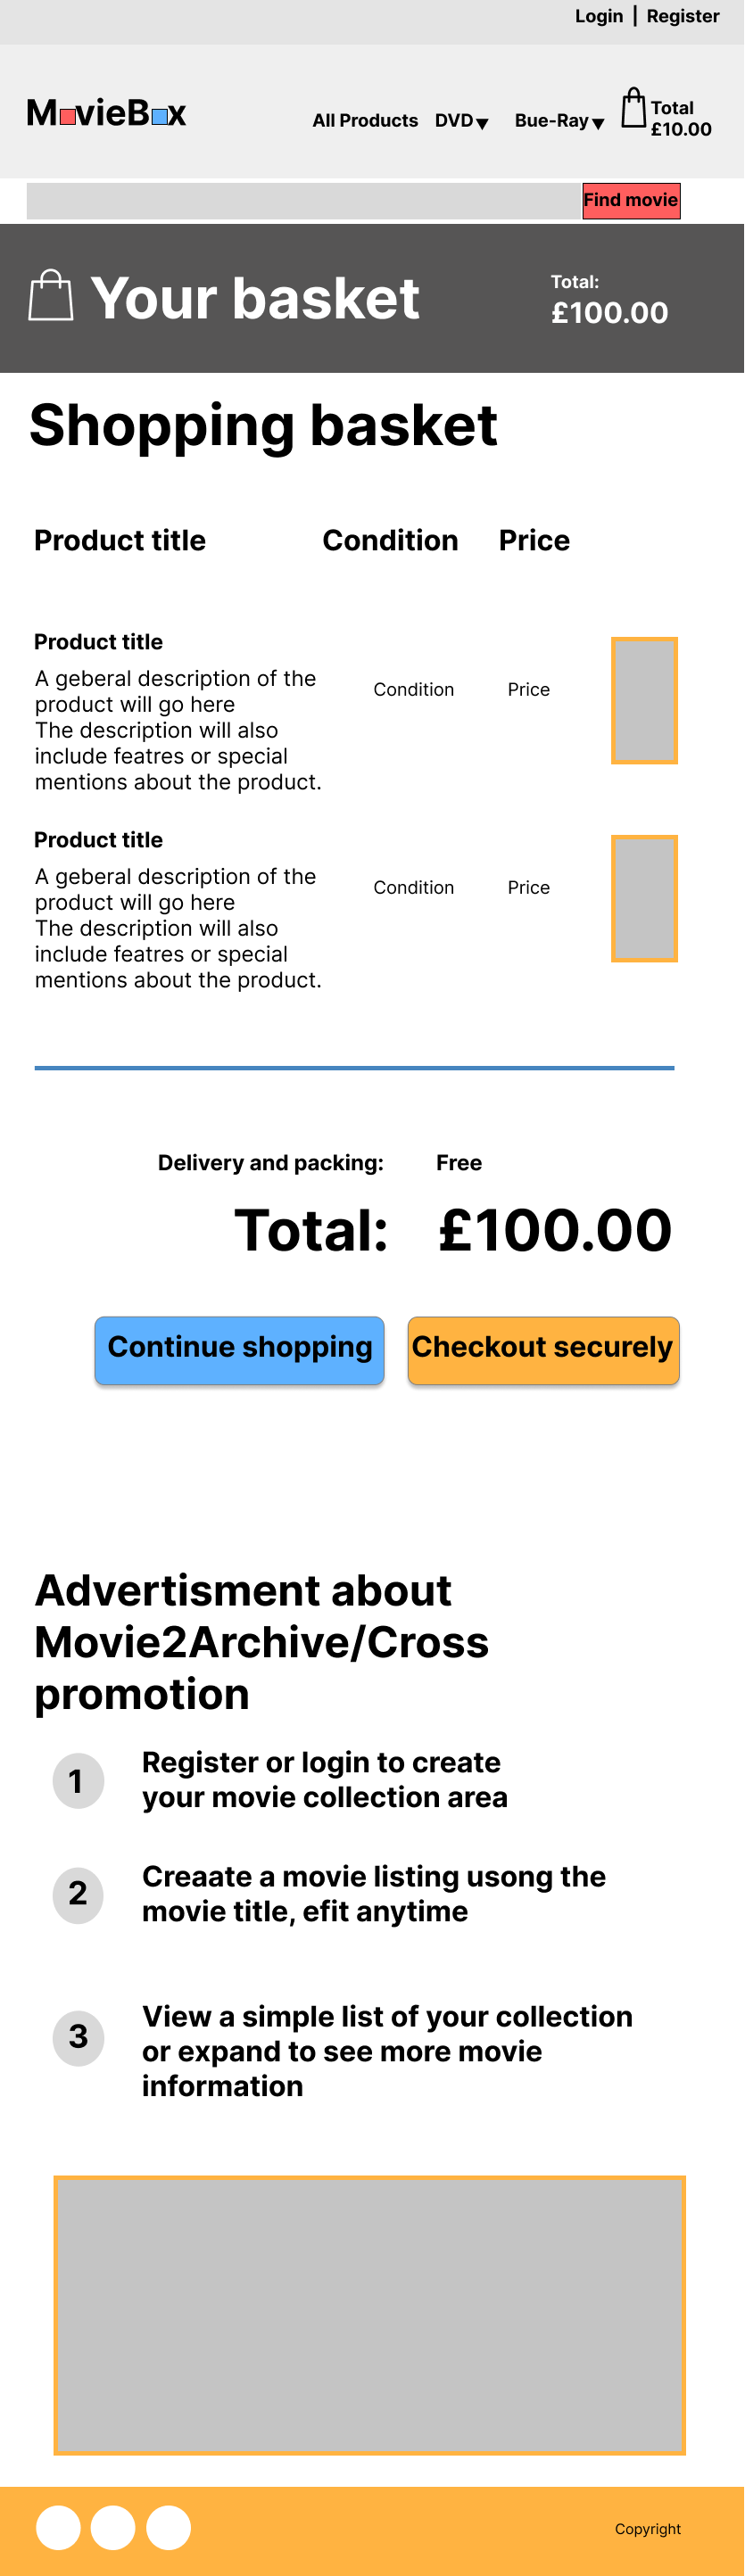 Login | Register
MovieBox
All Products DVD▼ Bue-Ray▼ Total
£10.00
Find movie
Your basket
Total:
£100.00
Shopping basket
Product title Condition Price
Product title
A geberal description of the
product will go here
The description will also
include featres or special
mentions about the product.
Condition Price
Product title
A geberal description of the
product will go here
The description will also
include featres or special
mentions about the product.
Condition Price
Delivery and packing: Free
Total: £100.00
Continue shopping Checkout securely
Advertisment about
Movie2Archive/Cross
promotion
1 Register or login to create
your movie collection area
2 Creaate a movie listing usong the
movie title, efit anytime
3 View a simple list of your collection
or expand to see more movie
information
Copyright